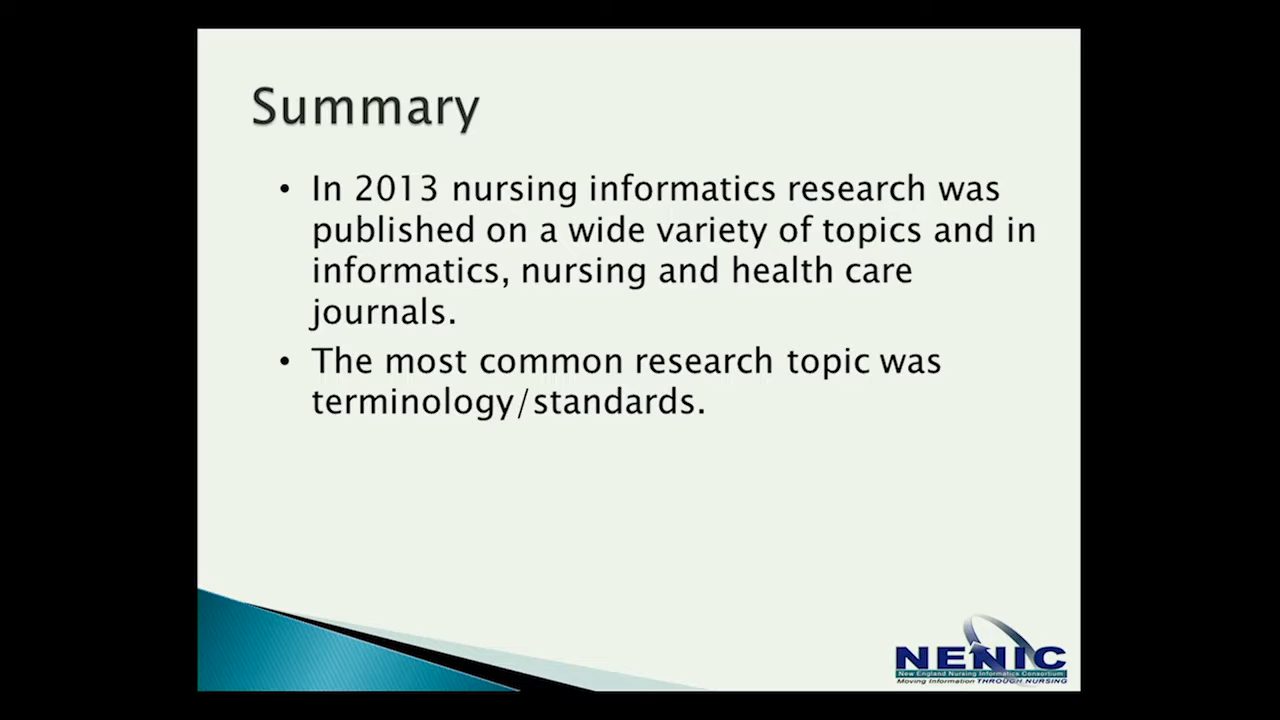 Summary
• In 2013 nursing informatics research was
published on a wide variety of topics and in
informatics, nursing and health care
journals.
• The most common research topic was
terminology/standards.
NENIC
New England Nursing Informatics Consortium
Moving Information THROUGH NURSING